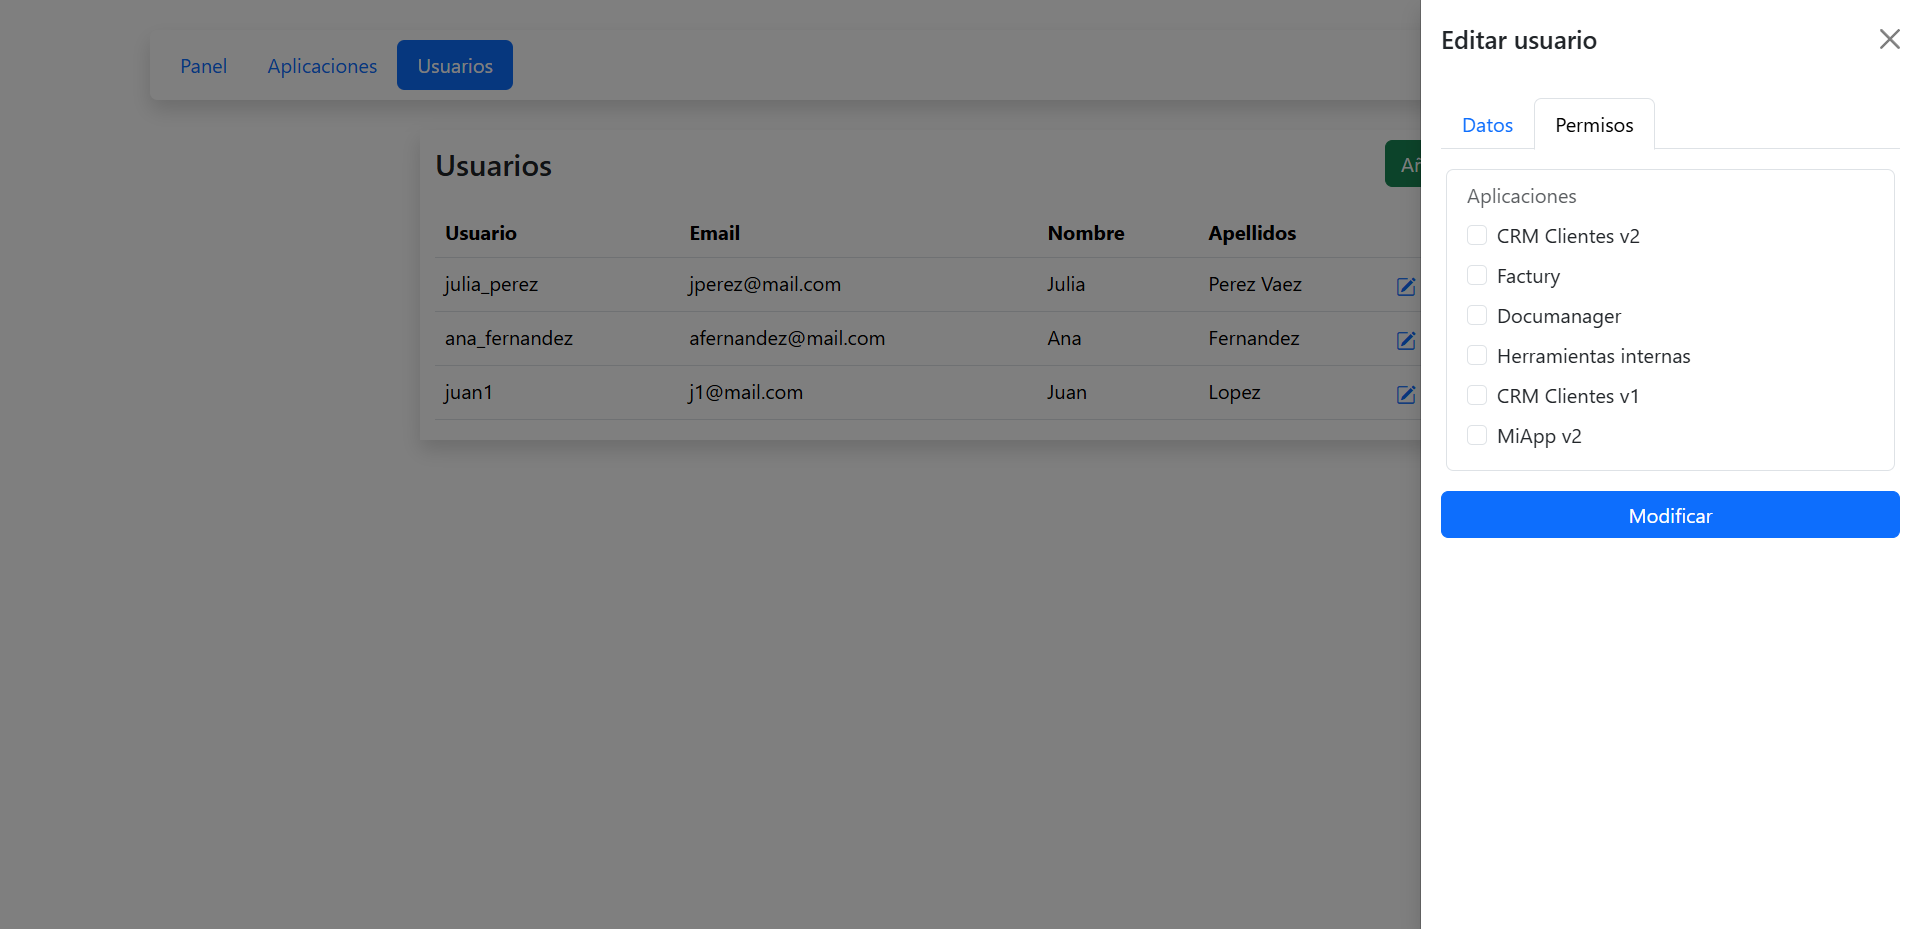 Panel Aplicaciones Usuarios
Usuarios
Usuario Email Nombre Apellidos
julia_perez jperez@mail.com Julia Perez Vaez
ana_fernandez afernandez@mail.com Ana Fernandez
juan1 j1@mail.com Juan Lopez
Editar usuario
Datos Permisos
Aplicaciones
CRM Clientes v2
Factury
Documanager
Herramientas internas
CRM Clientes v1
MiApp v2
Modificar